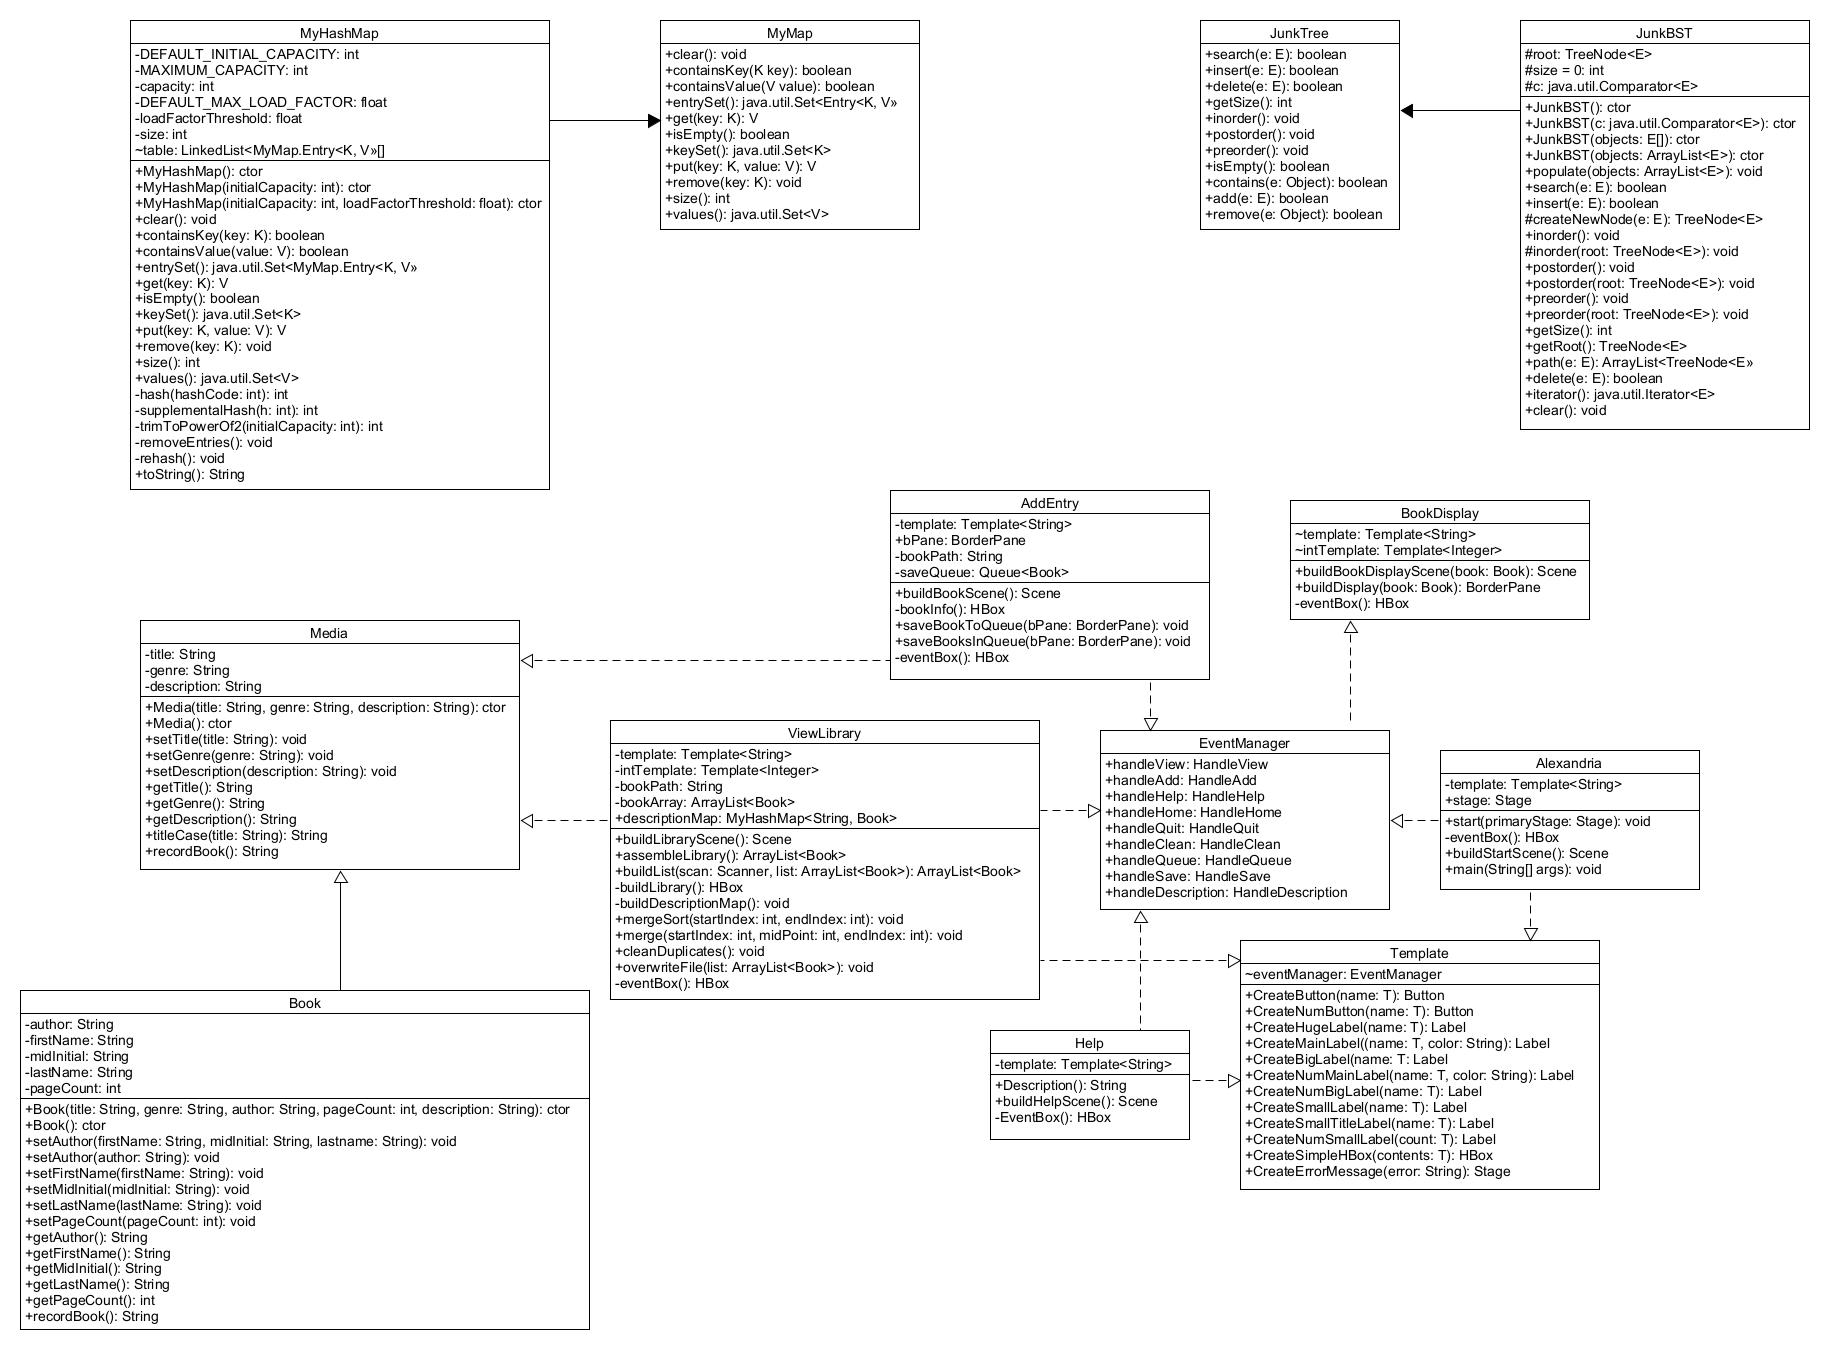 MyHashMap
-DEFAULT_INITIAL_CAPACITY: int
-MAXIMUM_CAPACITY: int
-capacity: int
-DEFAULT_MAX_LOAD_FACTOR: float
-loadFactorThreshold: float
-size: int
~table: LinkedList<MyMap.Entry<K, V»[]
+MyHashMap(): ctor
+MyHashMap(initialCapacity: int): ctor
+MyHashMap(initialCapacity: int, loadFactorThreshold: float): ctor
+clear(): void
+containsKey(key: K): boolean
+containsValue(value: V): boolean
+entrySet(): java.util.Set<MyMap.Entry<K, V»
+get(key: K): V
+isEmpty(): boolean
+keySet(): java.util.Set<K>
+put(key: K, value: V): V
+remove(key: K): void
+size(): int
+values(): java.util.Set<V>
-hash(hashCode: int): int
-supplementalHash(h: int): int
-trimToPowerOf2(initialCapacity: int): int
-removeEntries(): void
-rehash(): void
+toString(): String
MyMap
+clear(): void
+containsKey(K key): boolean
+containsValue(V value): boolean
+entrySet(): java.util.Set<Entry<K, V»
+get(key: K): V
+isEmpty(): boolean
+keySet(): java.util.Set<K>
+put(key: K, value: V): V
+remove(key: K): void
+size(): int
+values(): java.util.Set<V>
JunkTree
+search(e: E): boolean
+insert(e: E): boolean
+delete(e: E): boolean
+getSize(): int
+inorder(): void
+postorder(): void
+preorder(): void
+isEmpty(): boolean
+contains(e: Object): boolean
+add(e: E): boolean
+remove(e: Object): boolean
JunkBST
#root: TreeNode<E>
#size = 0: int
#c: java.util.Comparator<E>
+JunkBST(): ctor
+JunkBST(c: java.util.Comparator<E>): ctor
+JunkBST(objects: E[]): ctor
+JunkBST(objects: ArrayList<E>): ctor
+populate(objects: ArrayList<E>): void
+search(e: E): boolean
+insert(e: E): boolean
#createNewNode(e: E): TreeNode<E>
+inorder(): void
#inorder(root: TreeNode<E>): void
+postorder(): void
+postorder(root: TreeNode<E>): void
+preorder(): void
+preorder(root: TreeNode<E>): void
+getSize(): int
+getRoot(): TreeNode<E>
+path(e: E): ArrayList<TreeNode<E»
+delete(e: E): boolean
+iterator(): java.util.Iterator<E>
+clear(): void
AddEntry
-template: Template<String>
+bPane: BorderPane
-bookPath: String
-saveQueue: Queue<Book>
+buildBookScene(): Scene
-bookInfo(): HBox
+saveBookToQueue(bPane: BorderPane): void
+saveBooksInQueue(bPane: BorderPane): void
-eventBox(): HBox
BookDisplay
~template: Template<String>
~intTemplate: Template<Integer>
+buildBookDisplayScene(book: Book): Scene
+buildDisplay(book: Book): BorderPane
-eventBox(): HBox
Media
-title: String
-genre: String
-description: String
+Media(title: String, genre: String, description: String): ctor
+Media(): ctor
+setTitle(title: String): void
+setGenre(genre: String): void
+setDescription(description: String): void
+getTitle(): String
+getGenre(): String
+getDescription(): String
+titleCase(title: String): String
+recordBook(): String
ViewLibrary
-template: Template<String>
-intTemplate: Template<Integer>
-bookPath: String
-bookArray: ArrayList<Book>
+descriptionMap: MyHashMap<String, Book>
+buildLibraryScene(): Scene
+assembleLibrary(): ArrayList<Book>
+buildList(scan: Scanner, list: ArrayList<Book>): ArrayList<Book>
-buildLibrary(): HBox
-buildDescriptionMap(): void
+mergeSort(startIndex: int, endIndex: int): void
+merge(startIndex: int, midPoint: int, endIndex: int): void
+cleanDuplicates(): void
+overwriteFile(list: ArrayList<Book>): void
-eventBox(): HBox
EventManager
+handleView: HandleView
+handleAdd: HandleAdd
+handleHelp: HandleHelp
+handleHome: HandleHome
+handleQuit: HandleQuit
+handleClean: HandleClean
+handleQueue: HandleQueue
+handleSave: HandleSave
+handleDescription: HandleDescription
Alexandria
-template: Template<String>
+stage: Stage
+start(primaryStage: Stage): void
-eventBox(): HBox
+buildStartScene(): Scene
+main(String[] args): void
Template
~eventManager: EventManager
+CreateButton(name: T): Button
+CreateNumButton(name: T): Button
+CreateHugeLabel(name: T): Label
+CreateMainLabel((name: T, color: String): Label
+CreateBigLabel(name: T: Label
+CreateNumMainLabel(name: T, color: String): Label
+CreateNumBigLabel(name: T): Label
+CreateSmallLabel(name: T): Label
+CreateSmallTitleLabel(name: T): Label
+CreateNumSmallLabel(count: T): Label
+CreateSimpleHBox(contents: T): HBox
+CreateErrorMessage(error: String): Stage
Help
-template: Template<String>
+Description(): String
+buildHelpScene(): Scene
-EventBox(): HBox
Book
-author: String
-firstName: String
-midInitial: String
-lastName: String
-pageCount: int
+Book(title: String, genre: String, author: String, pageCount: int, description: String): ctor
+Book(): ctor
+setAuthor(firstName: String, midInitial: String, lastname: String): void
+setAuthor(author: String): void
+setFirstName(firstName: String): void
+setMidInitial(midInitial: String): void
+setLastName(lastName: String): void
+setPageCount(pageCount: int): void
+getAuthor(): String
+getFirstName(): String
+getMidInitial(): String
+getLastName(): String
+getPageCount(): int
+recordBook(): String